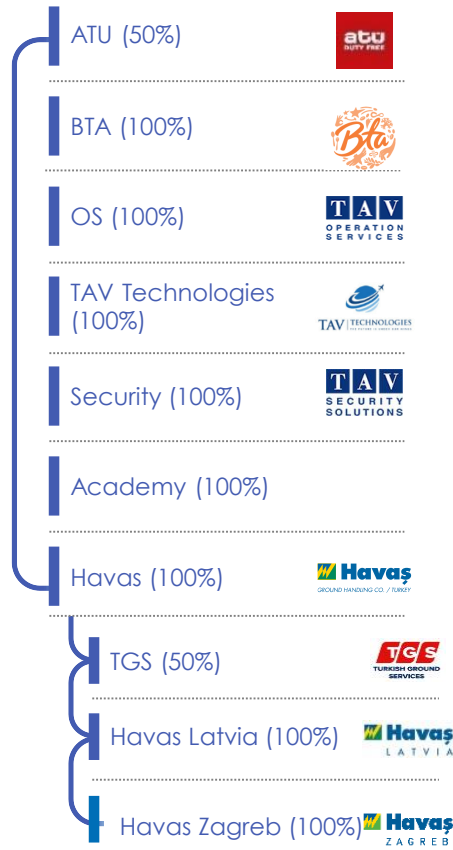 ATU (50%)
atü
DUTY FREE
BTA (100%)
Bta
OS (100%)
TAV
OPERATION
SERVICES
TAV Technologies
(100%)
TAV TECHNOLOGIES
Security (100%)
TAV
SECURITY
SOLUTIONS
Academy (100%)
Havas (100%)
Havaş
GROUND HANDLING CO. / TURKEY
TGS (50%)
TGS
TURKISH GROUND
SERVICES
Havas Latvia (100%)
Havaş
LATVIA
Havas Zagreb (100%)
Havaş
ZAGREB